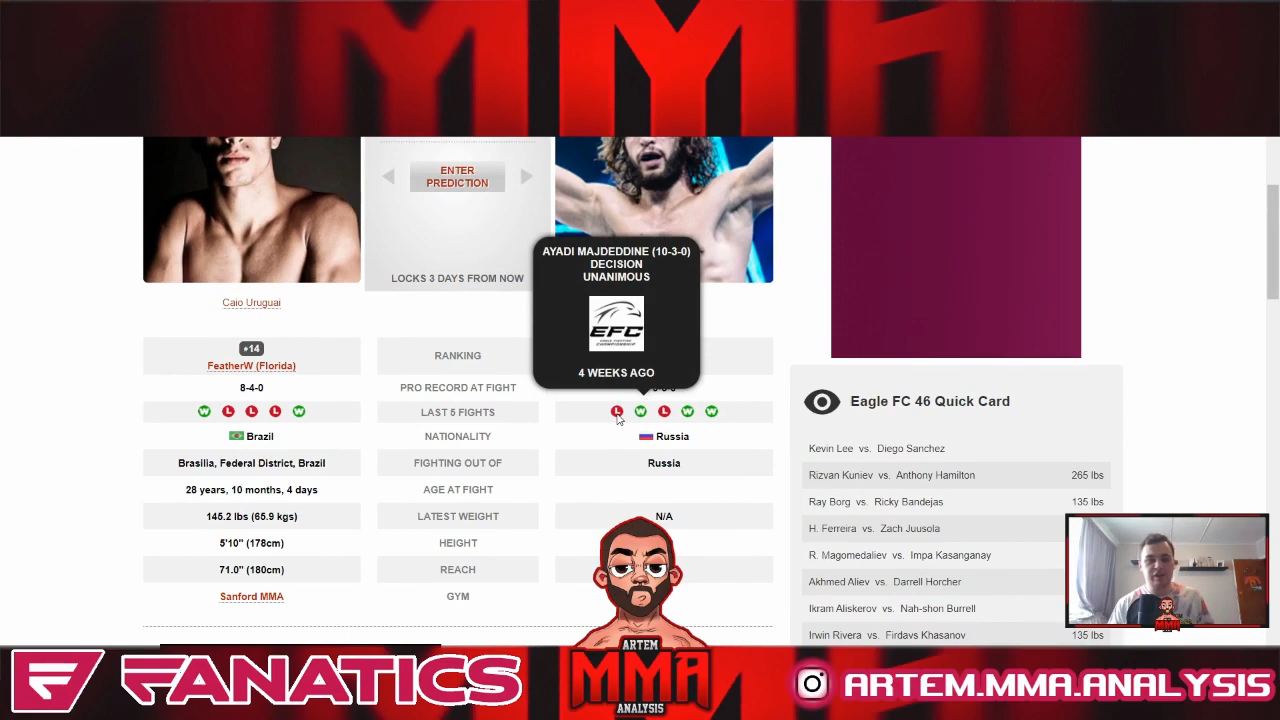 MMA
ENTER
PREDICTION
LOCKS 3 DAYS FROM NOW
AYADI MAJDEDDINE (10-3-0)
DECISION
UNANIMOUS
EFC
4 WEEKS AGO
Caio Uruguai
#14
FeatherW (Florida)
RANKING
8-4-0
PRO RECORD AT FIGHT
W L L L W
LAST 5 FIGHTS
L W L W W
Brazil
NATIONALITY
Russia
Brasilia, Federal District, Brazil
FIGHTING OUT OF
Russia
28 years, 10 months, 4 days
AGE AT FIGHT
145.2 lbs (65.9 kgs)
LATEST WEIGHT
N/A
5'10" (178cm)
HEIGHT
71.0" (180cm)
REACH
Sanford MMA
GYM
Eagle FC 46 Quick Card
Kevin Lee vs. Diego Sanchez
Rizvan Kuniev vs. Anthony Hamilton 265 lbs
Ray Borg vs. Ricky Bandejas 135 lbs
H. Ferreira vs. Zach Juusola
R. Magomedaliev vs. Impa Kasanganay
Akhmed Aliev vs. Darrell Horcher
Ikram Aliskerov vs. Nah-shon Burrell
Irwin Rivera vs. Firdavs Khasanov 135 lbs
FANATICS
ARTEM
MMA
ANALYSIS
ARTEM.MMA.ANALYSIS